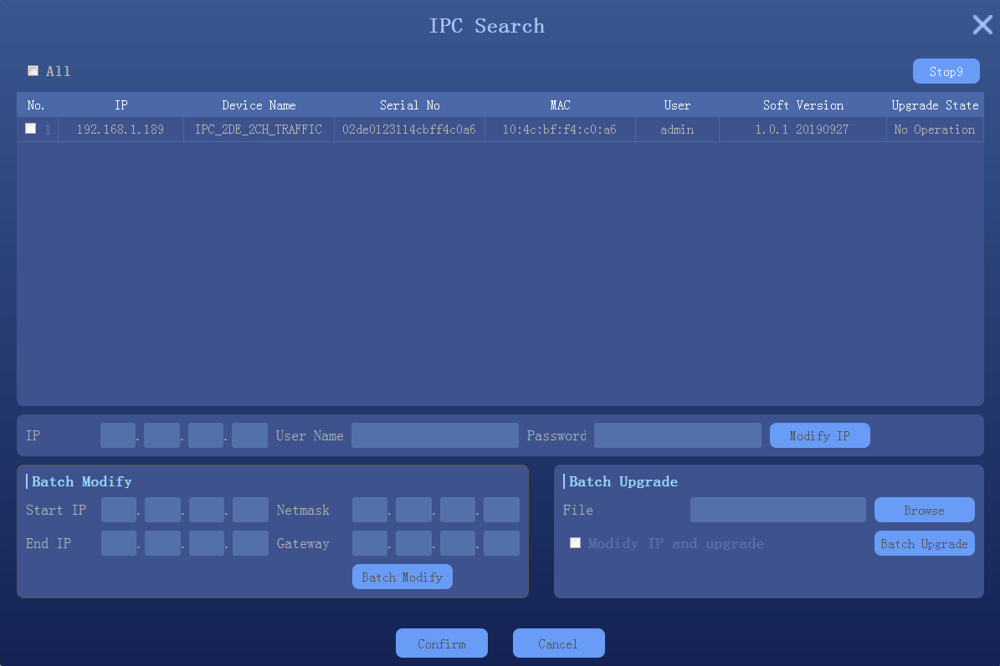 IPC Search
All
Stop9
No. IP Device Name Serial No MAC User Soft Version Upgrade State
1 192.168.1.189 IPC_2DE_2CH_TRAFFIC 02de0123114cbff4c0a6 10:4c:bf:f4:c0:a6 admin 1.0.1 20190927 No Operation
IP . . . User Name Password Modify IP
Batch Modify
Start IP . . . Netmask . . .
End IP . . . Gateway . . .
Batch Modify
Batch Upgrade
File Browse
Modidy IP and upgrade Batch Upgrade
Confirm Cancel